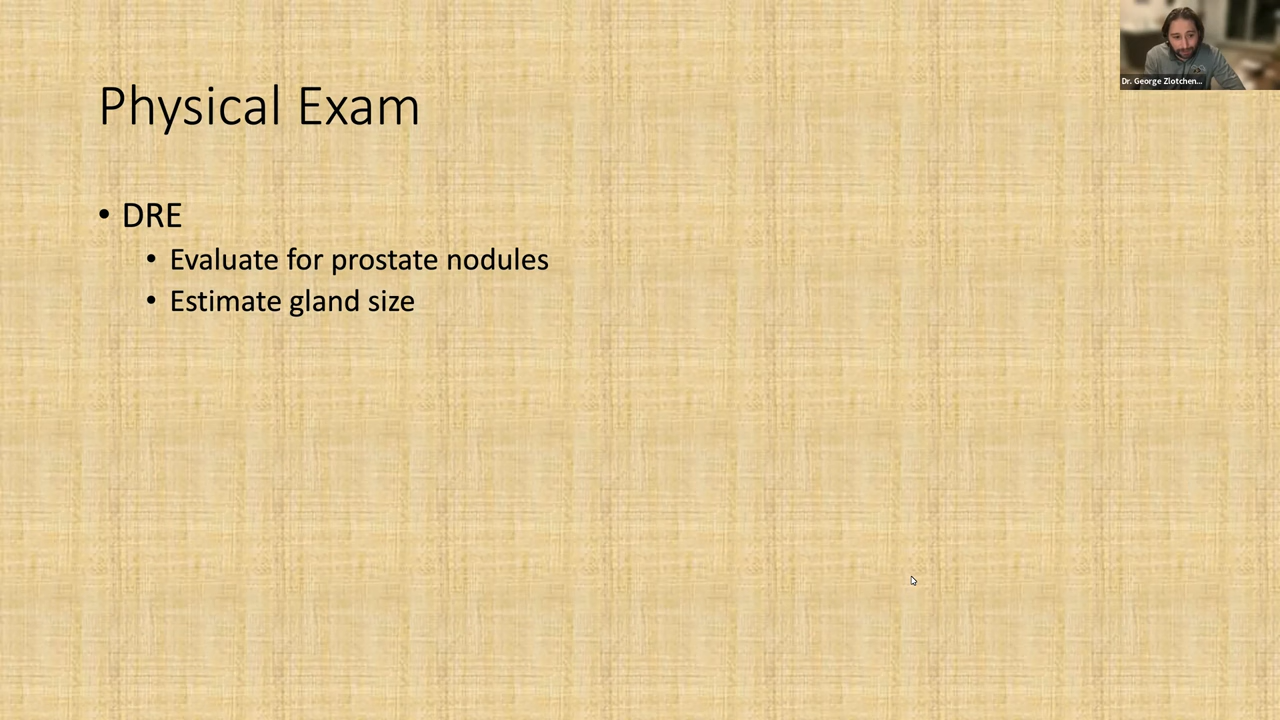 Dr. George Zlotchen...
Physical Exam
• DRE
• Evaluate for prostate nodules
• Estimate gland size